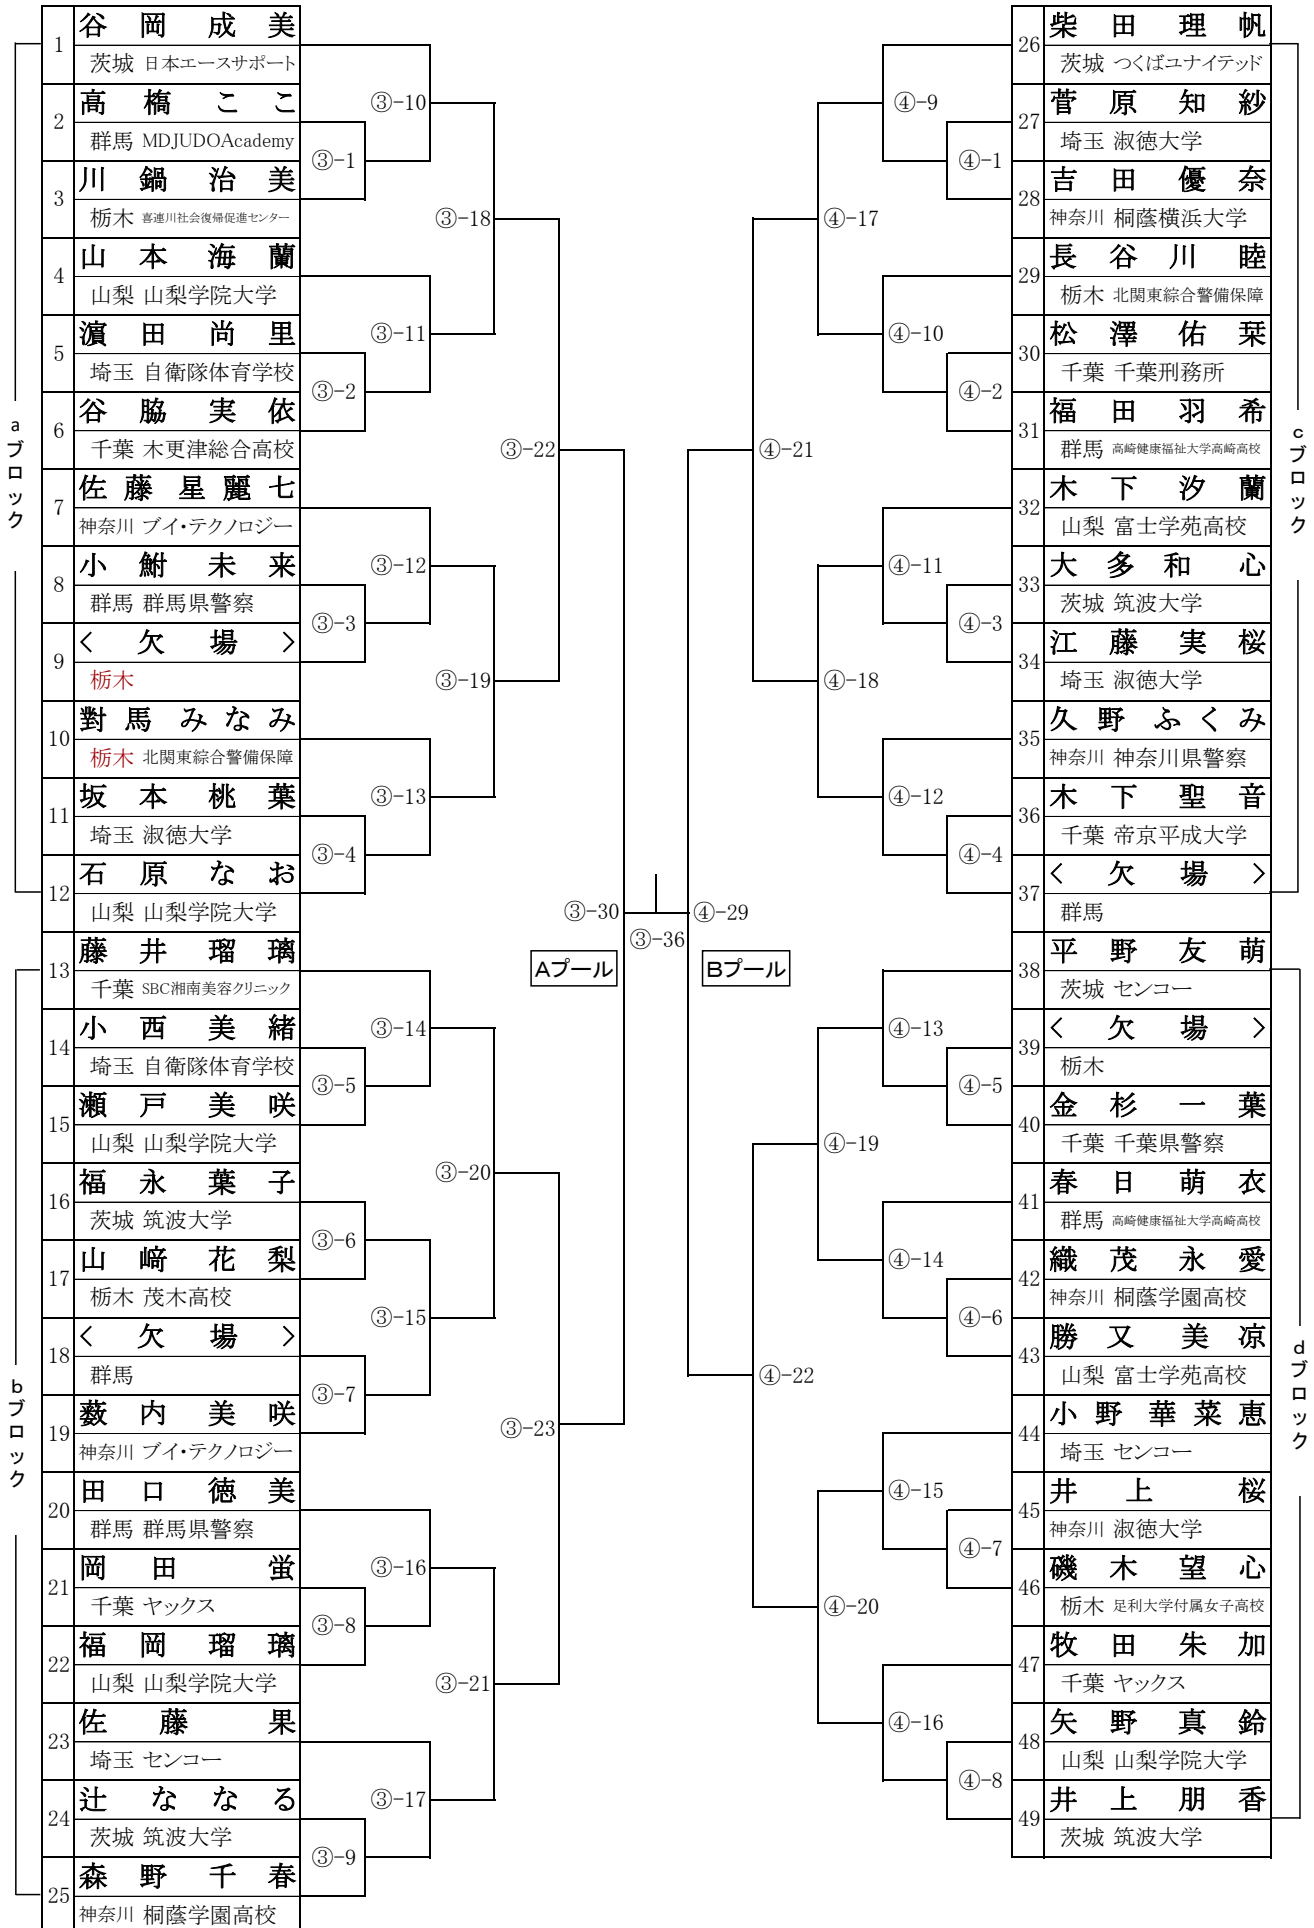 1
谷岡成美
茨城 日本エースサポート
2
高橋ここ
群馬 MDJUDOAcademy
3
川鍋治美
栃木 喜連川社会復帰促進センター
4
山本海蘭
山梨 山梨学院大学
5
濵田尚里
埼玉 自衛隊体育学校
6
谷脇実依
千葉 木更津総合高校
7
佐藤星麗七
神奈川 ブイ・テクノロジー
8
小鮒未来
群馬 群馬県警察
9
<欠場>
栃木
10
對馬みなみ
栃木 北関東綜合警備保障
11
坂本桃葉
埼玉 淑徳大学
12
石原なお
山梨 山梨学院大学
13
藤井瑠璃
千葉 SBC湘南美容クリニック
14
小西美緒
埼玉 自衛隊体育学校
15
瀬戸美咲
山梨 山梨学院大学
16
福永葉子
茨城 筑波大学
17
山﨑花梨
栃木 茂木高校
18
<欠場>
群馬
19
薮内美咲
神奈川 ブイ・テクノロジー
20
田口徳美
群馬 群馬県警察
21
岡田蛍
千葉 ヤックス
22
福岡瑠璃
山梨 山梨学院大学
23
佐藤果
埼玉 センコー
24
辻ななる
茨城 筑波大学
25
森野千春
神奈川 桐蔭学園高校
aブロック
bブロック
③-1
③-2
③-3
③-4
③-5
③-6
③-7
③-8
③-9
③-10
③-11
③-12
③-13
③-14
③-15
③-16
③-17
③-18
③-19
③-20
③-21
③-22
③-23
③-30
③-36
④-29
Aプール
Bプール
④-21
④-22
④-17
④-18
④-19
④-20
④-9
④-10
④-11
④-12
④-13
④-14
④-15
④-16
④-1
④-2
④-3
④-4
④-5
④-6
④-7
④-8
26
柴田理帆
茨城 つくばユナイテッド
27
菅原知紗
埼玉 淑徳大学
28
吉田優奈
神奈川 桐蔭横浜大学
29
長谷川睦
栃木 北関東綜合警備保障
30
松澤佑栞
千葉 千葉刑務所
31
福田羽希
群馬 高崎健康福祉大学高崎高校
32
木下汐蘭
山梨 富士学苑高校
33
大多和心
茨城 筑波大学
34
江藤実桜
埼玉 淑徳大学
35
久野ふくみ
神奈川 神奈川県警察
36
木下聖音
千葉 帝京平成大学
37
<欠場>
群馬
38
平野友萌
茨城 センコー
39
<欠場>
栃木
40
金杉一葉
千葉 千葉県警察
41
春日萌衣
群馬 高崎健康福祉大学高崎高校
42
織茂永愛
神奈川 桐蔭学園高校
43
勝又美凉
山梨 富士学苑高校
44
小野華菜恵
埼玉 センコー
45
井上桜
神奈川 淑徳大学
46
磯木望心
栃木 足利大学付属女子高校
47
牧田朱加
千葉 ヤックス
48
矢野真鈴
山梨 山梨学院大学
49
井上朋香
茨城 筑波大学
cブロック
dブロック